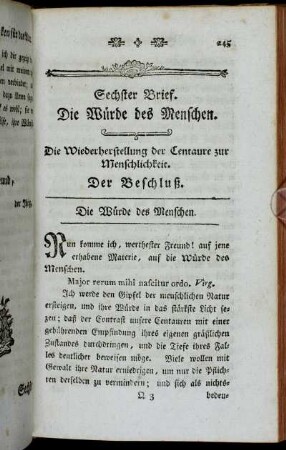 245
Sechster Brief.
Die Würde des Menschen.
Die Wiederherstellung der Centaure zur
Menschlichkeit.
Der Beschluß.
Die Würde des Menschen.
Nun komme ich, werthester Freund! auf jene
erhabene Materie, auf die Würde des
Menschen.
Major rerum mihi nascitur ordo. Virg.
Ich werde den Gipfel der menschlichen Natur
ersteigen, und ihre Würde in das stärkste Licht se-
zen; daß der Contrast unsere Centauren mit einer
gebührenden Empfindung ihres eigenen gräßlichen
Zustandes durchdringen, und die Tiefe ihres Fal-
les deutlicher beweisen möge. Viele wollen mit
Gewalt ihre Natur erniedrigen, um nur die Pflich-
ten derselben zu vermindern; und sich als nichts-
Q 3
bedeu-